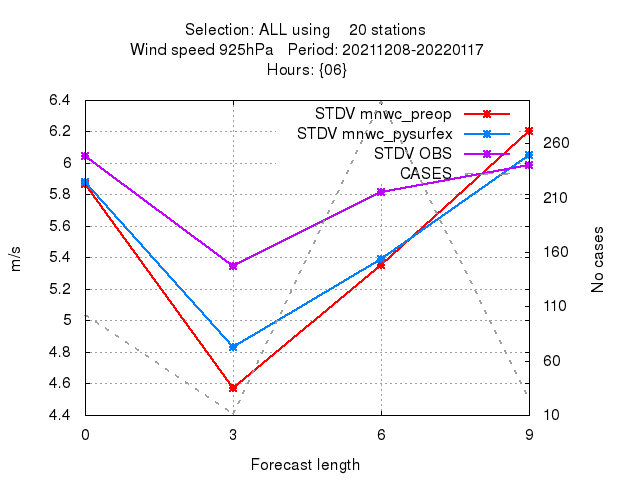 Selection: ALL using 20 stations
Wind speed 925hPa Period: 20211208-20220117
Hours: {06}
STDV mnwc_preop
STDV mnwc_pysurfex
STDV OBS
CASES
6.4
6.2
6
5.8
5.6
5.4
5.2
5
4.8
4.6
4.4
m/s
260
210
160
110
60
10
No cases
0 3 6 9
Forecast length